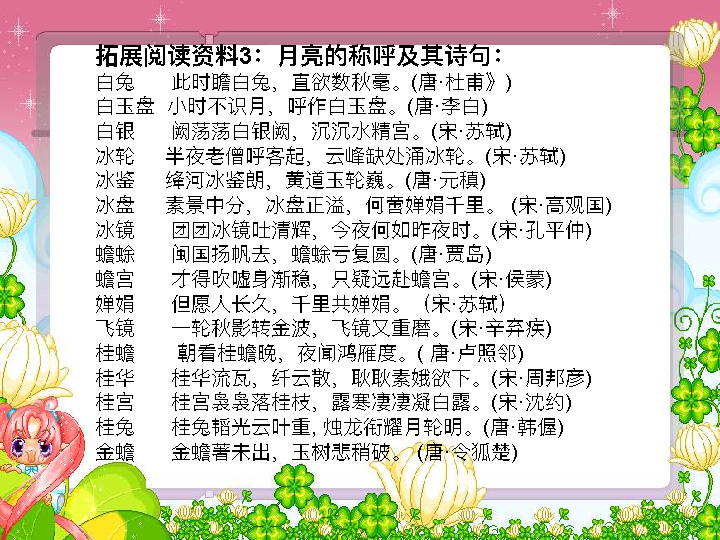 拓展阅读资料3：月亮的称呼及其诗句：
白兔 此时瞻白兔，直欲数秋毫。(唐·杜甫》)
白玉盘 小时不识月，呼作白玉盘。(唐·李白)
白银 阙荡荡白银阙，沉沉水精宫。(宋·苏轼)
冰轮 半夜老僧呼客起，云峰缺处涌冰轮。(宋·苏轼)
冰鉴 绛河冰鉴朗，黄道玉轮巍。(唐·元稹)
冰盘 素景中分，冰盘正溢，何啻婵娟千里。 (宋·高观国)
冰镜 团团冰镜吐清辉，今夜何如昨夜时。(宋·孔平仲)
蟾蜍 闽国扬帆去，蟾蜍亏复圆。(唐·贾岛)
蟾宫 才得吹嘘身渐稳，只疑远赴蟾宫。(宋·侯蒙)
婵娟 但愿人长久，千里共婵娟。（宋·苏轼）
飞镜 一轮秋影转金波，飞镜又重磨。(宋·辛弃疾)
桂蟾 朝看桂蟾晚，夜闻鸿雁度。( 唐·卢照邻)
桂华 桂华流瓦，纤云散，耿耿素娥欲下。(宋·周邦彦)
桂宫 桂宫袅袅落桂枝，露寒凄凄凝白露。(宋·沈约)
桂兔 桂兔韬光云叶重, 烛龙衔耀月轮明。(唐·韩偓)
金蟾 金蟾著未出，玉树悲稍破。 (唐·令狐楚)